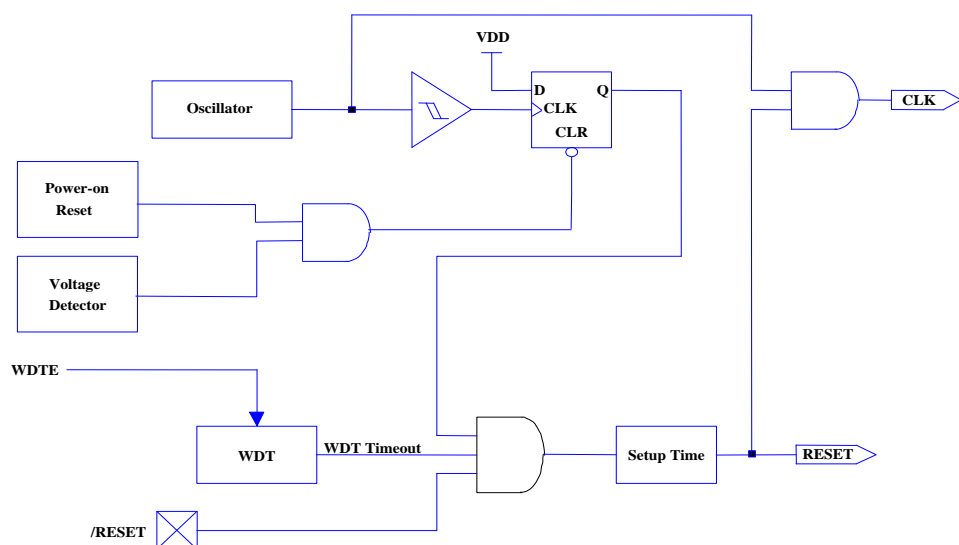 VDD
Oscillator
D
Q
CLK
CLR
CLK
Power-on
Reset
Voltage
Detector
WDTE
WDT
WDT Timeout
Setup Time
RESET
/RESET